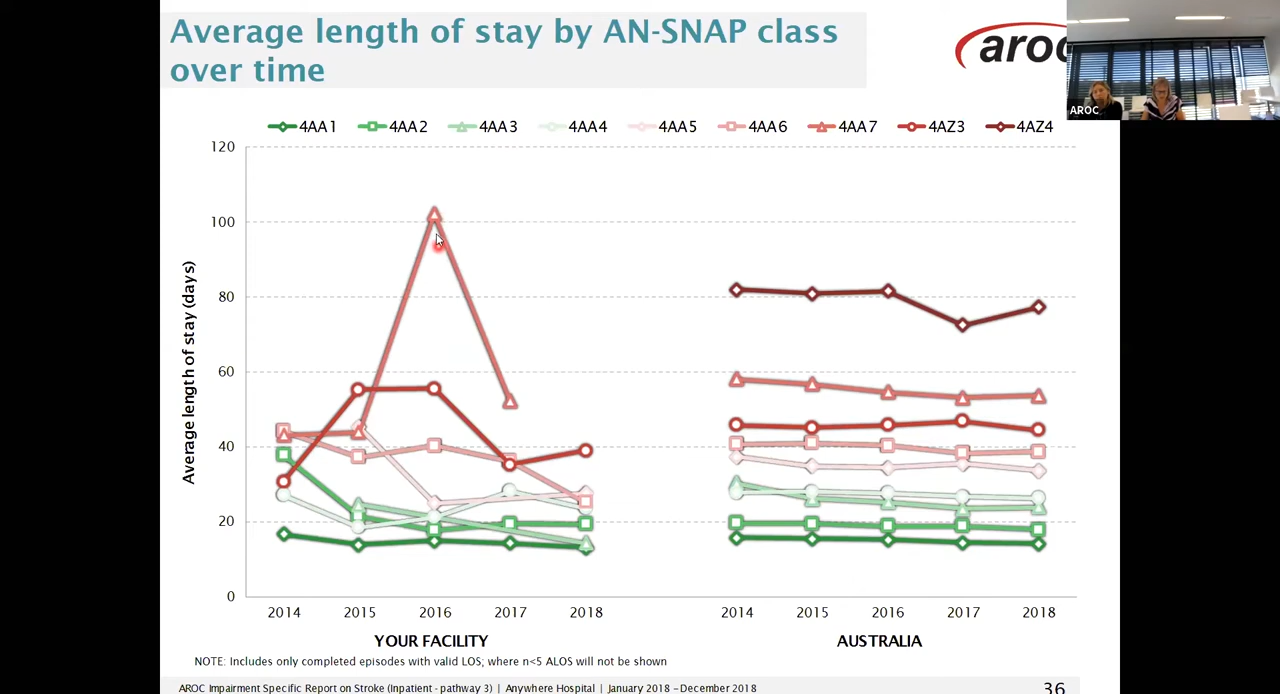 Average length of stay by AN-SNAP class
over time
aroc
AROC
4AA1 4AA2 4AA3 4AA4 4AA5 4AA6 4AA7 4AZ3 4AZ4
120
100
80
60
40
20
0
Average length of stay (days)
2014 2015 2016 2017 2018 2014 2015 2016 2017 2018
YOUR FACILITY AUSTRALIA
NOTE: Includes only completed episodes with valid LOS; where n<5 ALOS will not be shown
AROC Impairment Specific Report on Stroke (Inpatient - pathway 3) | Anywhere Hospital | January 2018 – December 2018 36